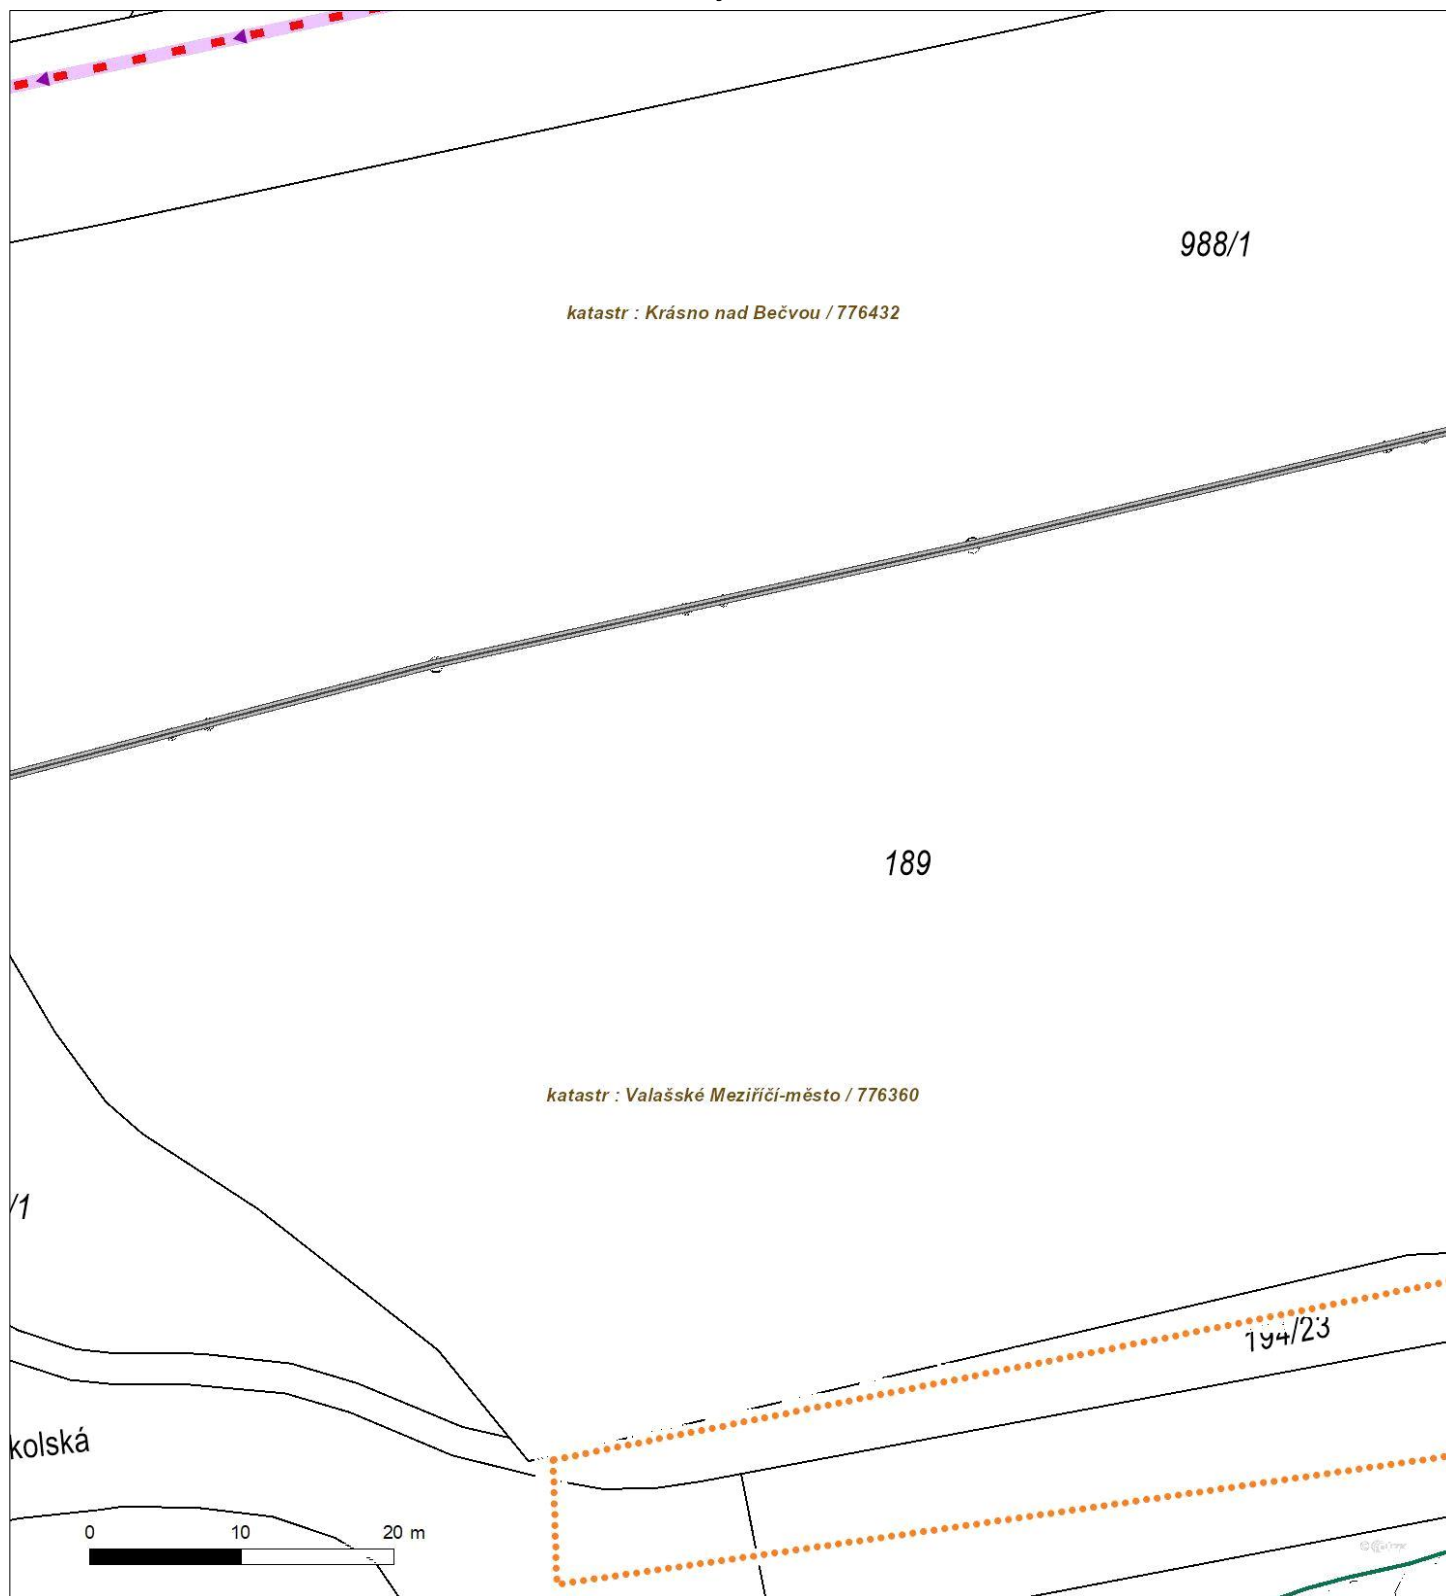 988/1
katastr : Krásno nad Bečvou / 776432
189
katastr : Valašské Meziříčí-město / 776360
/1
194/23
kolská
0 10 20 m